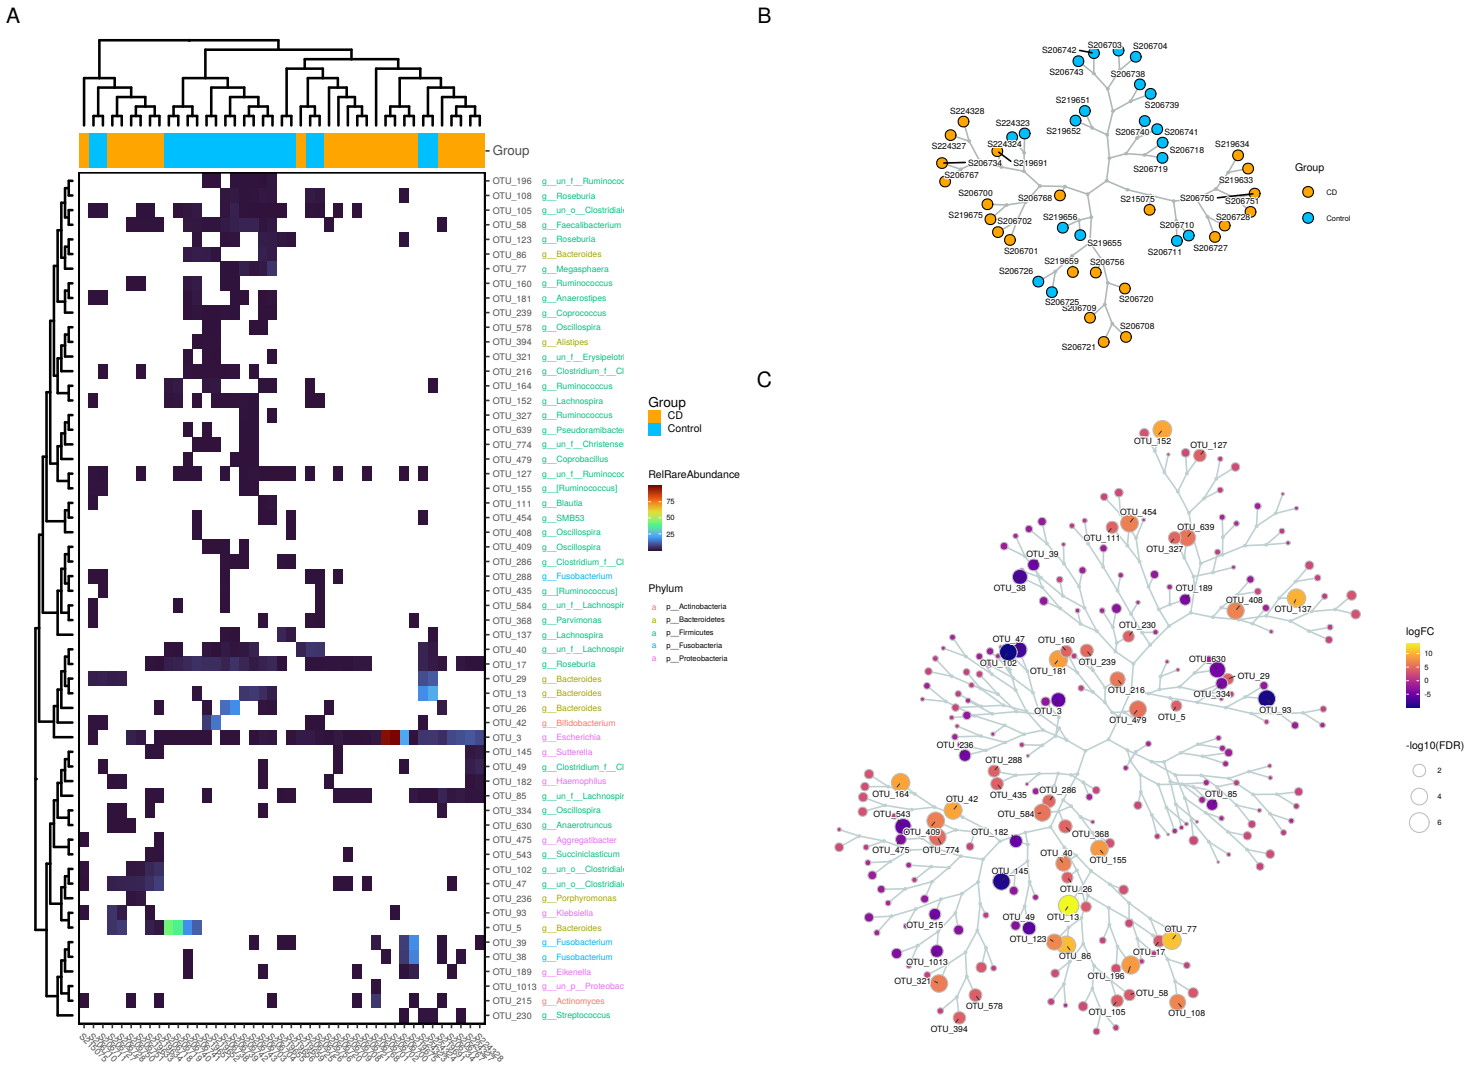 A
Group
OTU_196 g__un_f__Ruminococ
OTU_108 g__Roseburia
OTU_105 g__un_o__Clostridial
OTU_58 g__Faecalibacterium
OTU_123 g__Roseburia
OTU_86 g__Bacteroides
OTU_77 g__Megasphaera
OTU_160 g__Ruminococcus
OTU_181 g__Anaerostipes
OTU_239 g__Coprococcus
OTU_578 g__Oscillospira
OTU_394 g__Alistipes
OTU_321 g__un_f__Erysipelotri
OTU_216 g__Clostridium_f__Cl
OTU_164 g__Ruminococcus
OTU_152 g__Lachnospira
OTU_327 g__Ruminococcus
OTU_639 g__Pseudoramibacte
OTU_774 g__un_f__Christense
OTU_479 g__Coprobacillus
OTU_127 g__un_f__Ruminococ
OTU_155 g__[Ruminococcus]
OTU_111 g__Blautia
OTU_454 g__SMB53
OTU_408 g__Oscillospira
OTU_409 g__Oscillospira
OTU_286 g__Clostridium_f__Cl
OTU_288 g__Fusobacterium
OTU_435 g__[Ruminococcus]
OTU_584 g__un_f__Lachnospir
OTU_368 g__Parvimonas
OTU_137 g__Lachnospira
OTU_40 g__un_f__Lachnospir
OTU_17 g__Roseburia
OTU_29 g__Bacteroides
OTU_13 g__Bacteroides
OTU_26 g__Bacteroides
OTU_42 g__Bifidobacterium
OTU_3 g__Escherichia
OTU_145 g__Sutterella
OTU_49 g__Clostridium_f__Cl
OTU_182 g__Haemophilus
OTU_85 g__un_f__Lachnospir
OTU_334 g__Oscillospira
OTU_630 g__Anaerotruncus
OTU_475 g__Aggregatibacter
OTU_543 g__Succiniclasticum
OTU_102 g__un_o__Clostridial
OTU_47 g__un_o__Clostridial
OTU_236 g__Porphyromonas
OTU_93 g__Klebsiella
OTU_5 g__Bacteroides
OTU_39 g__Fusobacterium
OTU_38 g__Fusobacterium
OTU_189 g__Eikenella
OTU_1013 g__un_p__Proteobac
OTU_215 g__Actinomyces
OTU_230 g__Streptococcus
Group
CD
Control
RelRareAbundance
75
50
25
Phylum
a p__Actinobacteria
a p__Bacteroidetes
a p__Firmicutes
a p__Fusobacteria
a p__Proteobacteria
B
S206742
S206703
S206704
S206743
S206738
S206739
S219651
S219652
S206740
S206741
S206718
S206719
S224328
S224323
S224327
S224324
S206734
S219691
S206767
S206700
S206768
S219675
S206702
S206701
S219656
S219655
S215075
S206750
S219634
S219633
S206751
S206728
S206710
S206711
S206727
S219659
S206756
S206726
S206725
S206709
S206720
S206708
S206721
Group
CD
Control
C
OTU_152
OTU_127
OTU_454
OTU_111
OTU_639
OTU_327
OTU_39
OTU_38
OTU_189
OTU_408
OTU_137
OTU_230
OTU_47
OTU_102
OTU_160
OTU_181
OTU_239
OTU_216
OTU_630
OTU_29
OTU_334
OTU_93
OTU_3
OTU_479
OTU_5
OTU_236
OTU_288
OTU_435
OTU_286
OTU_584
OTU_164
OTU_42
OTU_543
OTU_409
OTU_475
OTU_774
OTU_182
OTU_368
OTU_85
OTU_40
OTU_155
OTU_145
OTU_26
OTU_13
OTU_215
OTU_49
OTU_123
OTU_86
OTU_77
OTU_17
OTU_1013
OTU_196
OTU_321
OTU_578
OTU_58
OTU_105
OTU_108
OTU_394
logFC
10
5
0
-5
-log10(FDR)
2
4
6